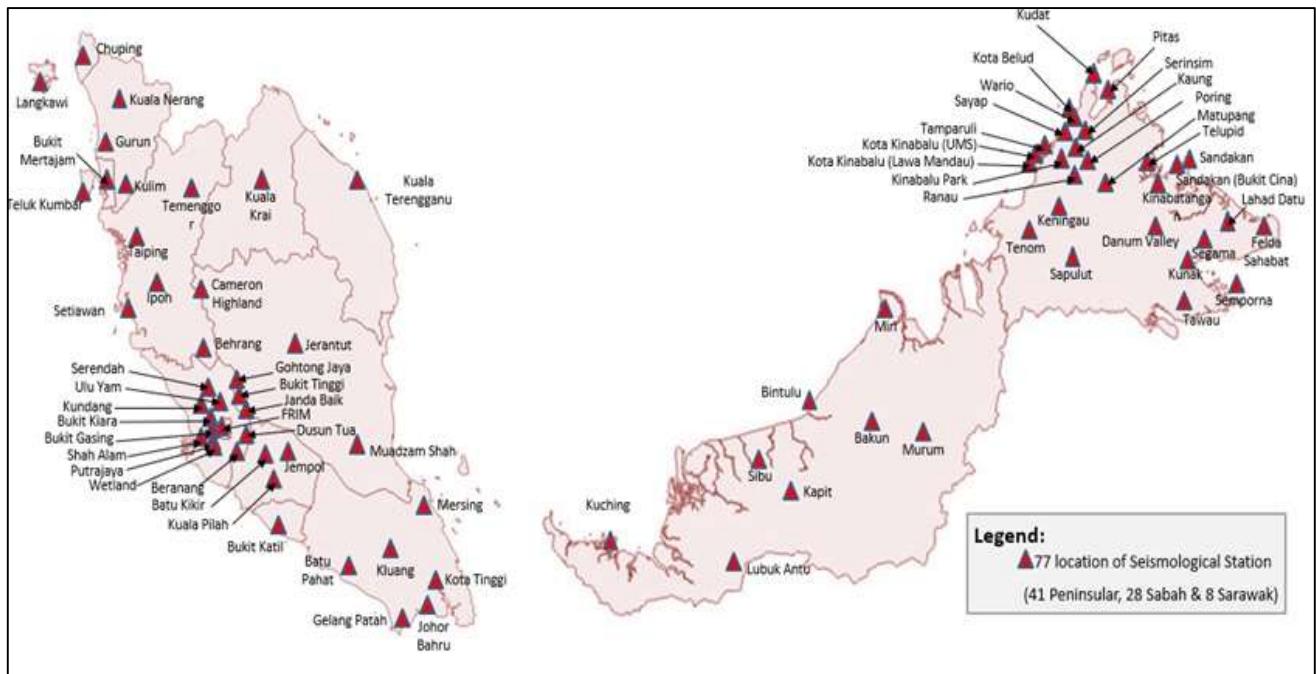 Chuping
Langkawi
Kuala Nerang
Bukit
Mertajam
Gurun
Kulim
Teluk Kumbar
Temenggo
r
Kuala
Krai
Kuala
Terengganu
Taiping
Ipoh
Cameron
Highland
Setiawan
Behrang
Jerantut
Serendah
Ulu Yam
Kundang
Bukit Kiara
Bukit Gasing
Shah Alam
Putrajaya
Wetland
Gohtong Jaya
Bukit Tinggi
Janda Baik
FRIM
Dusun Tua
Jempol
Muadzam Shah
Beranang
Batu Kikir
Kuala Pilah
Mersing
Bukit Katil
Batu
Pahat
Kluang
Kota Tinggi
Gelang Patah
Johor
Bahru
Kudat
Pitas
Kota Belud
Serinsim
Wario
Kaung
Sayap
Poring
Tamparuli
Matupang
Kota Kinabalu (UMS)
Telupid
Kota Kinabalu (Lawa Mandau)
Sandakan
Kinabalu Park
Sandakan (Bukit Cina)
Ranau
Kinabatanga
Lahad Datu
Keningau
Tenom
Danum Valley
Segama
Felda
Sahabat
Sapulut
Kunak
Semporna
Tawau
Miri
Bintulu
Bakun
Murum
Sibu
Kapit
Kuching
Lubuk Antu
Legend:
77 location of Seismological Station
(41 Peninsular, 28 Sabah & 8 Sarawak)